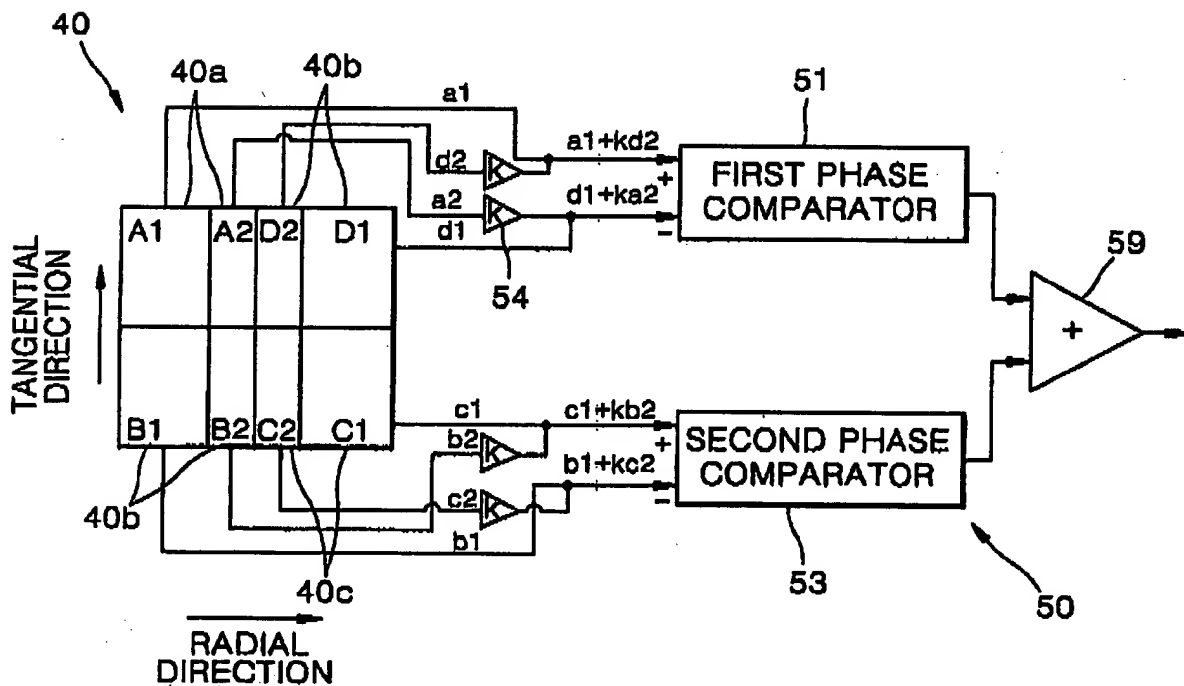 40
40a
40b
51
a1
d2
K
a1+kd2
+
FIRST PHASE
COMPARATOR
a2
K
d1+ka2
−
d1
54
A1 A2 D2 D1
59
+
TANGENTIAL
DIRECTION
B1 B2 C2 C1
c1
c1+kb2
+
b2
K
SECOND PHASE
COMPARATOR
c2
K
b1+kc2
−
b1
40b
40c
53
50
RADIAL
DIRECTION